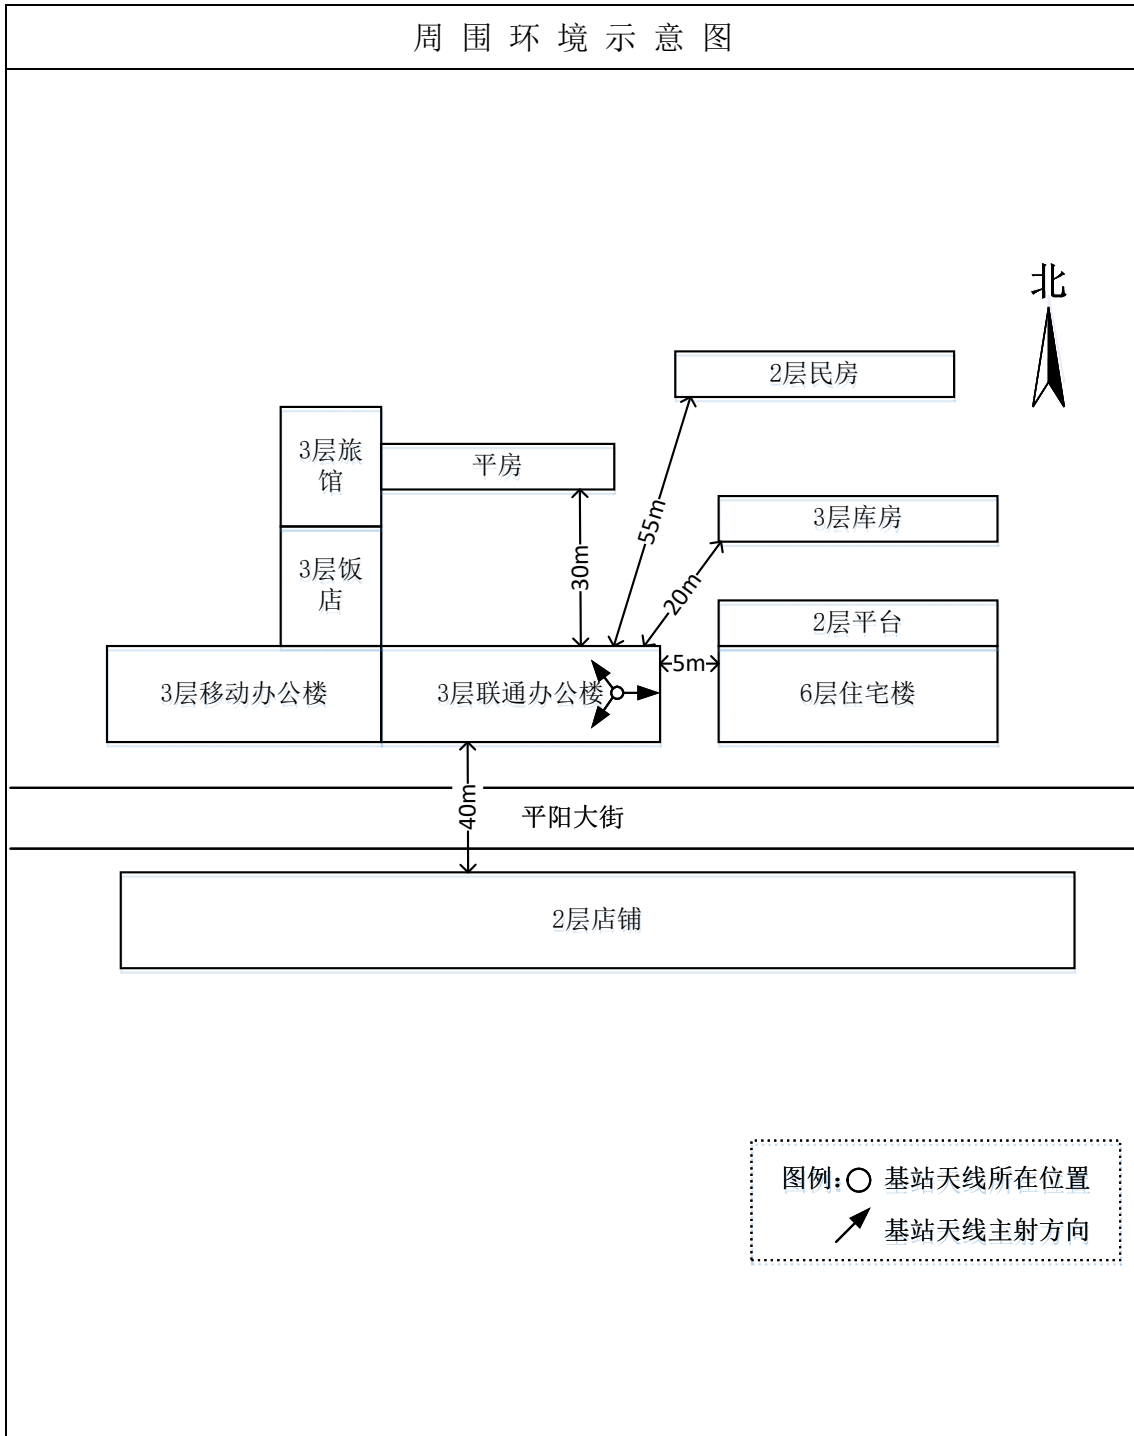 周围环境示意图
北
2层民房
3层旅
馆
平房
55m
3层库房
3层饭
店
30m
20m
2层平台
5m
3层移动办公楼
3层联通办公楼
6层住宅楼
40m
平阳大街
2层店铺
图例:
基站天线所在位置
基站天线主射方向